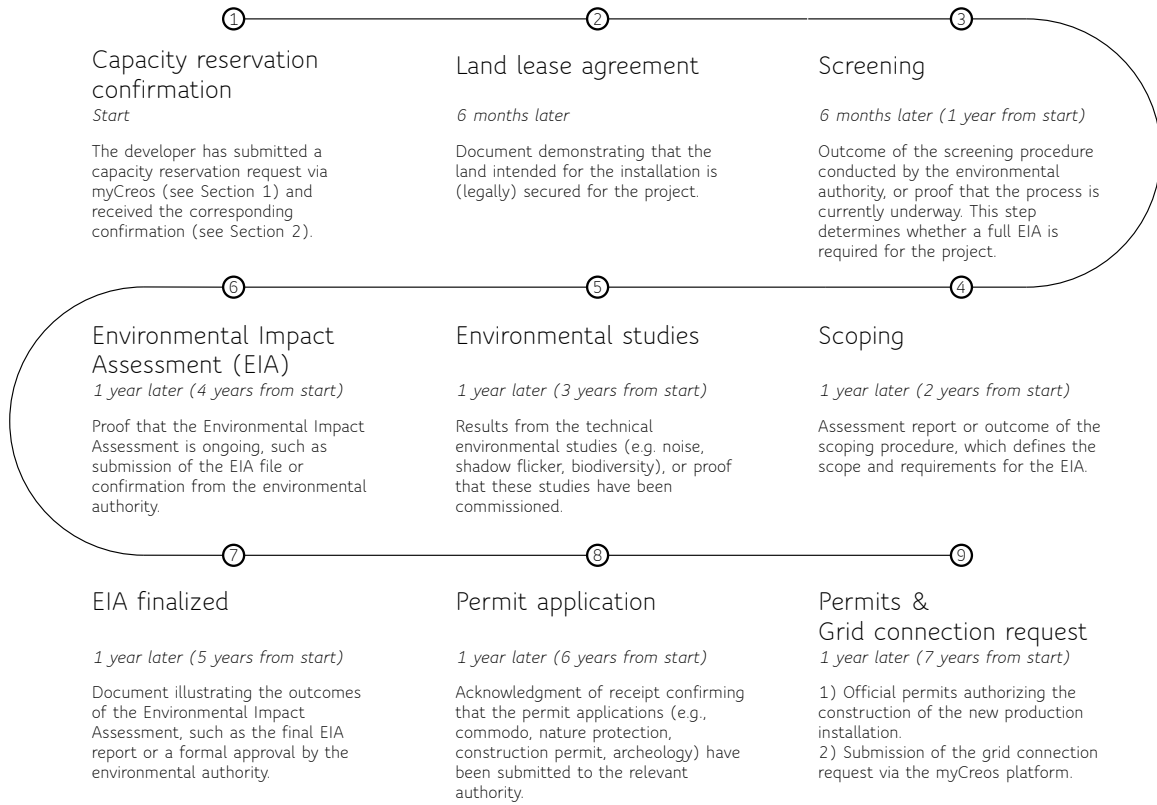 1
2
3
Capacity reservation
confirmation
Start
The developer has submitted a
capacity reservation request via
myCreos (see Section 1) and
received the corresponding
confirmation (see Section 2).
Land lease agreement
6 months later
Document demonstrating that the
land intended for the installation is
(legally) secured for the project.
Screening
6 months later (1 year from start)
Outcome of the screening procedure
conducted by the environmental
authority, or proof that the process is
currently underway. This step
determines whether a full EIA is
required for the project.
4
Scoping
1 year later (2 years from start)
Assessment report or outcome of the
scoping procedure, which defines the
scope and requirements for the EIA.
5
Environmental studies
1 year later (3 years from start)
Results from the technical
environmental studies (e.g. noise,
shadow flicker, biodiversity), or proof
that these studies have been
commissioned.
6
Environmental Impact
Assessment (EIA)
1 year later (4 years from start)
Proof that the Environmental Impact
Assessment is ongoing, such as
submission of the EIA file or
confirmation from the environmental
authority.
7
EIA finalized
1 year later (5 years from start)
Document illustrating the outcomes
of the Environmental Impact
Assessment, such as the final EIA
report or a formal approval by the
environmental authority.
8
Permit application
1 year later (6 years from start)
Acknowledgment of receipt confirming
that the permit applications (e.g.,
commodo, nature protection,
construction permit, archeology) have
been submitted to the relevant
authority.
9
Permits &
Grid connection request
1 year later (7 years from start)
1) Official permits authorizing the
construction of the new production
installation.
2) Submission of the grid connection
request via the myCreos platform.